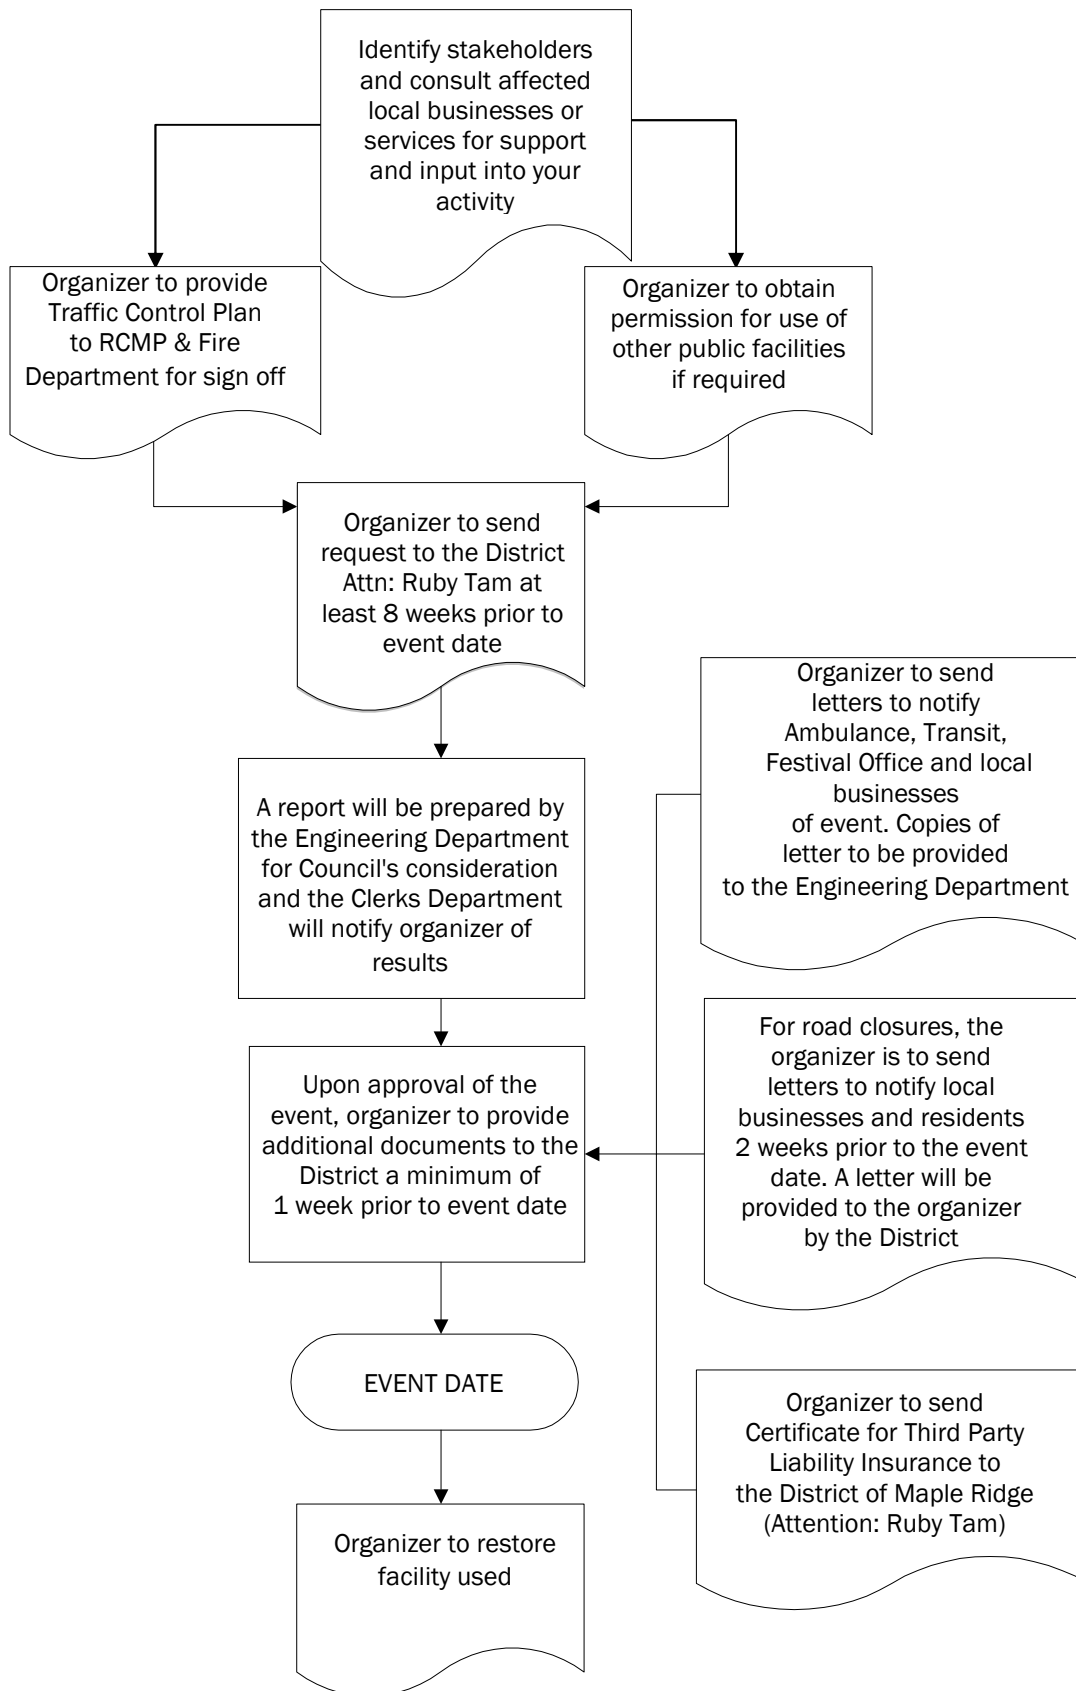 Identify stakeholders
and consult affected
local businesses or
services for support
and input into your
activity
Organizer to provide
Traffic Control Plan
to RCMP & Fire
Department for sign off
Organizer to obtain
permission for use of
other public facilities
if required
Organizer to send
request to the District
Attn: Ruby Tam at
least 8 weeks prior to
event date
A report will be prepared by
the Engineering Department
for Council's consideration
and the Clerks Department
will notify organizer of
results
Organizer to send
letters to notify
Ambulance, Transit,
Festival Office and local
businesses
of event. Copies of
letter to be provided
to the Engineering Department
For road closures, the
organizer is to send
letters to notify local
businesses and residents
2 weeks prior to the event
date. A letter will be
provided to the organizer
by the District
Upon approval of the
event, organizer to provide
additional documents to the
District a minimum of
1 week prior to event date
EVENT DATE
Organizer to send
Certificate for Third Party
Liability Insurance to
the District of Maple Ridge
(Attention: Ruby Tam)
Organizer to restore
facility used